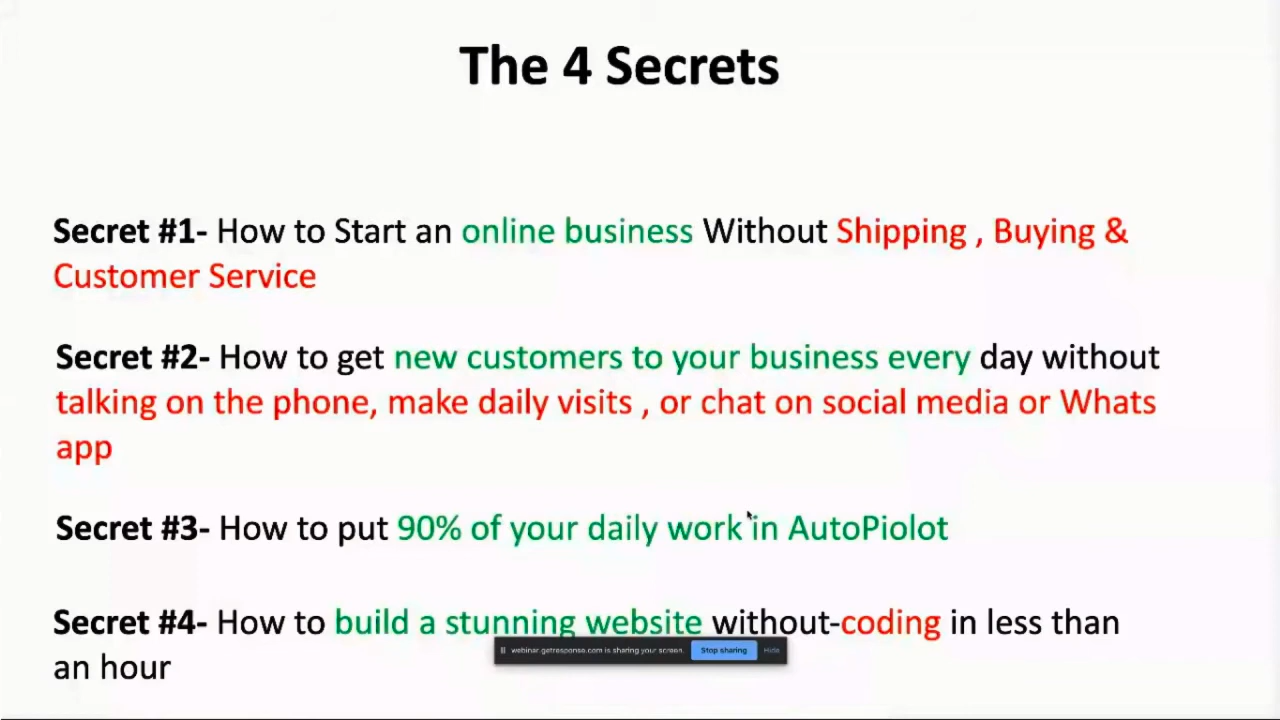 The 4 Secrets
Secret #1- How to Start an online business Without Shipping , Buying &
Customer Service
Secret #2- How to get new customers to your business every day without
talking on the phone, make daily visits , or chat on social media or Whats
app
Secret #3- How to put 90% of your daily work in AutoPiolot
Secret #4- How to build a stunning website without-coding in less than
an hour
webinar.getresponse.com is sharing your screen. Stop sharing Hide